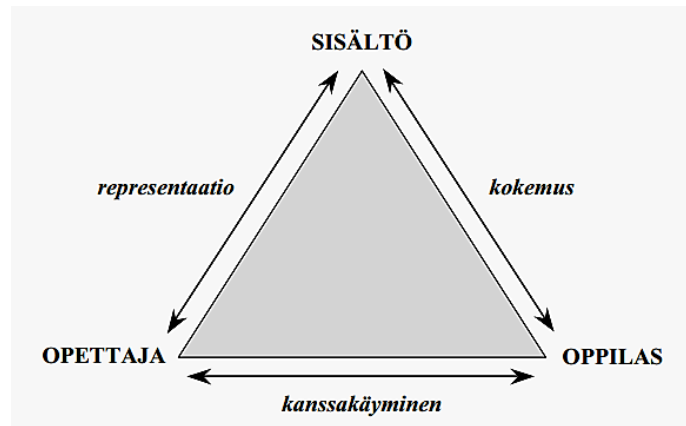 SISÄLTÖ
representaatio
kokemus
OPETTAJA
OPPILAS
kanssakäyminen